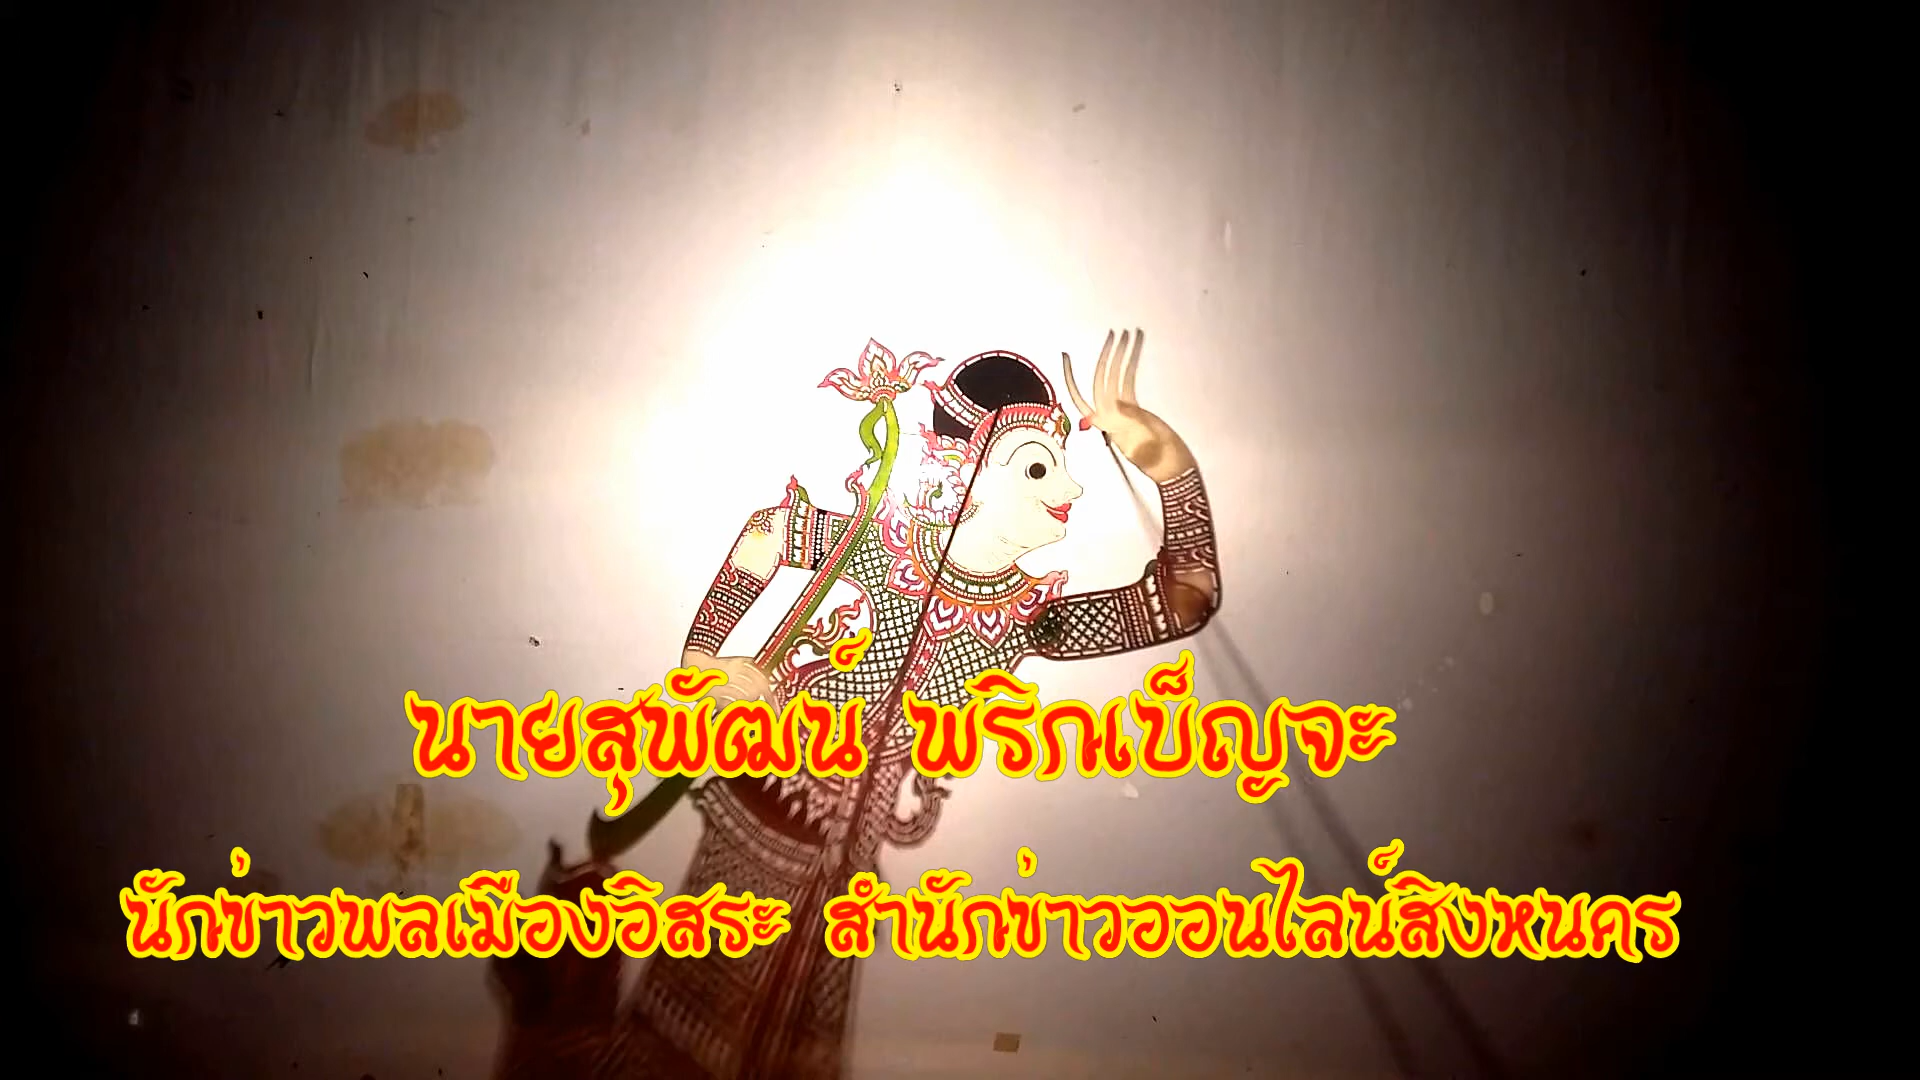 นายสุพัฒน์ พริกเบ็ญจะ
นักข่าวพลเมืองวิสระ สำนักข่าวออนไลน์สิงหนคร